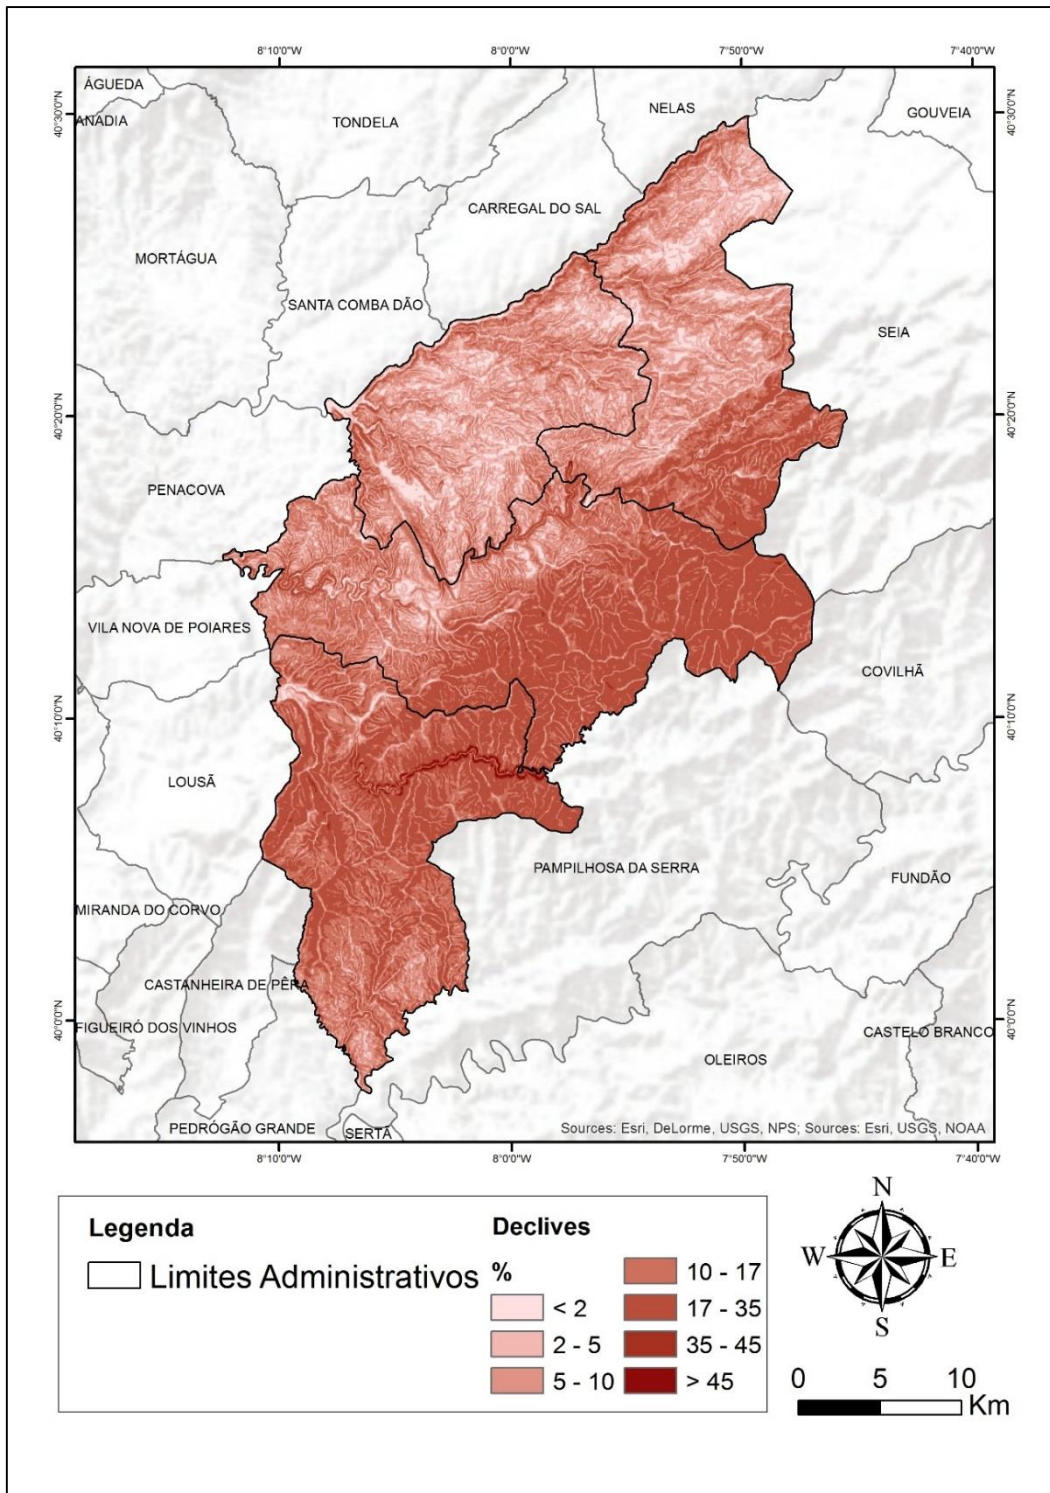 8°10'0"W 8°0'0"W 7°50'0"W 7°40'0"W
40°30'0"N 40°30'0"N
ÁGUEDA
ANADIA
TONDELA
NELAS
GOUVEIA
CARREGAL DO SAL
MORTÁGUA
SANTA COMBA DÃO
SEIA
40°20'0"N 40°20'0"N
PENACOVA
VILA NOVA DE POIARES
COVILHÃ
40°10'0"N 40°10'0"N
LOUSÃ
PAMPILHOSA DA SERRA
FUNDÃO
MIRANDA DO CORVO
CASTANHEIRA DE PÊRA
40°0'0"N 40°0'0"N
FIGUEIRÓ DOS VINHOS
CASTELO BRANCO
OLEIROS
PEDRÓGÃO GRANDE
SERTÃ
Sources: Esri, DeLorme, USGS, NPS; Sources: Esri, USGS, NOAA
8°10'0"W 8°0'0"W 7°50'0"W 7°40'0"W
Legenda
Limites Administrativos
Declives
%
< 2
2 - 5
5 - 10
10 - 17
17 - 35
35 - 45
> 45
N
W E
S
0 5 10
Km